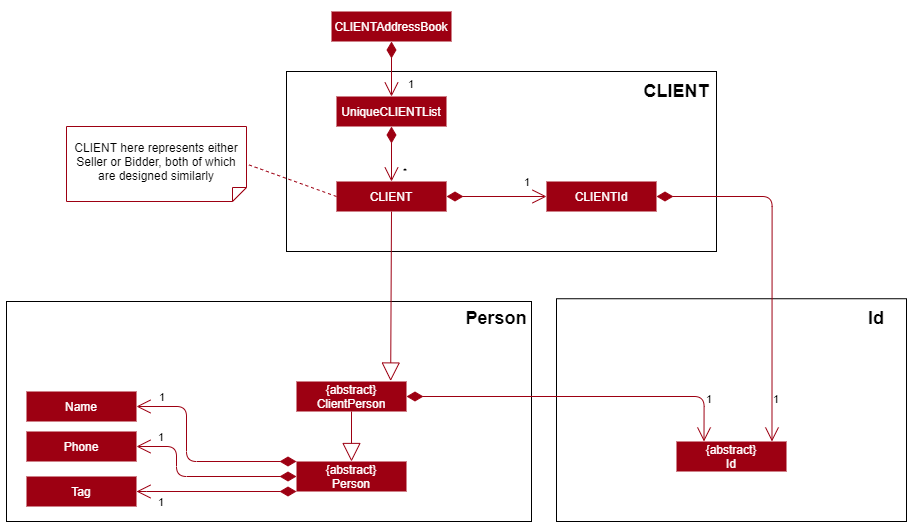 CLIENTAddressBook
1
CLIENT
UniqueCLIENTList
*
CLIENT here represents either
Seller or Bidder, both of which
are designed similarly
CLIENT
1
CLIENTId
Person
Id
{abstract}
ClientPerson
1
1
1
Name
1
Phone
{abstract}
Id
{abstract}
Person
Tag
1